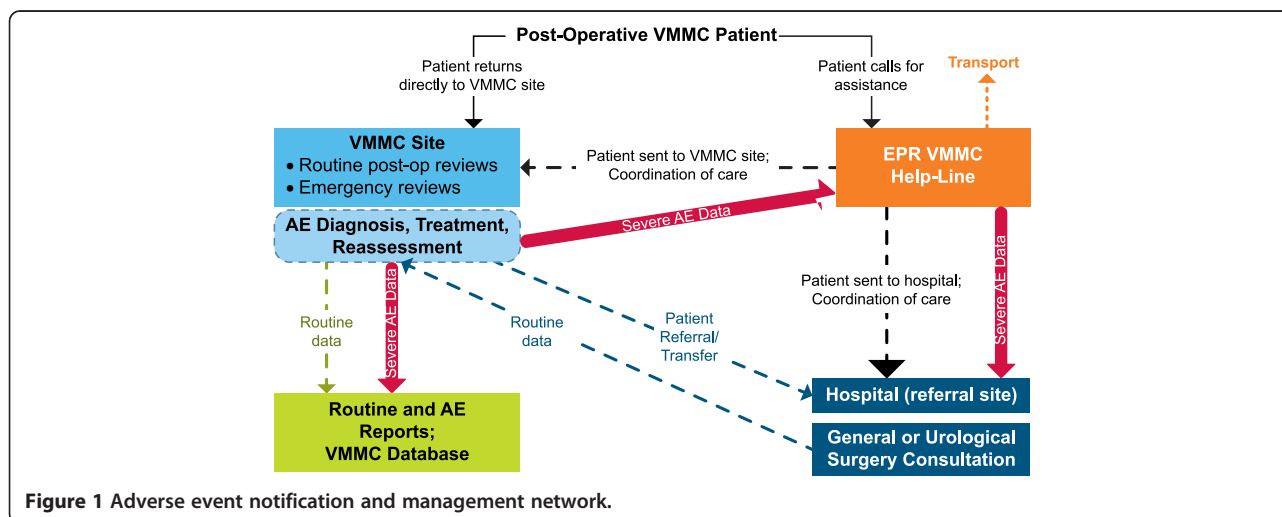 Post-Operative VMMC Patient
Patient returns
directly to VMMC site
Patient calls for
assistance
Transport
VMMC Site
• Routine post-op reviews
• Emergency reviews
Patient sent to VMMC site;
Coordination of care
EPR VMMC
Help-Line
AE Diagnosis, Treatment,
Reassessment
Severe AE Data
Routine
data
Severe AE Data
Routine
data
Patient
Referral/
Transfer
Patient sent to hospital;
Coordination of care
Severe AE Data
Routine and AE
Reports;
VMMC Database
Hospital (referral site)
General or Urological
Surgery Consultation
Figure 1 Adverse event notification and management network.